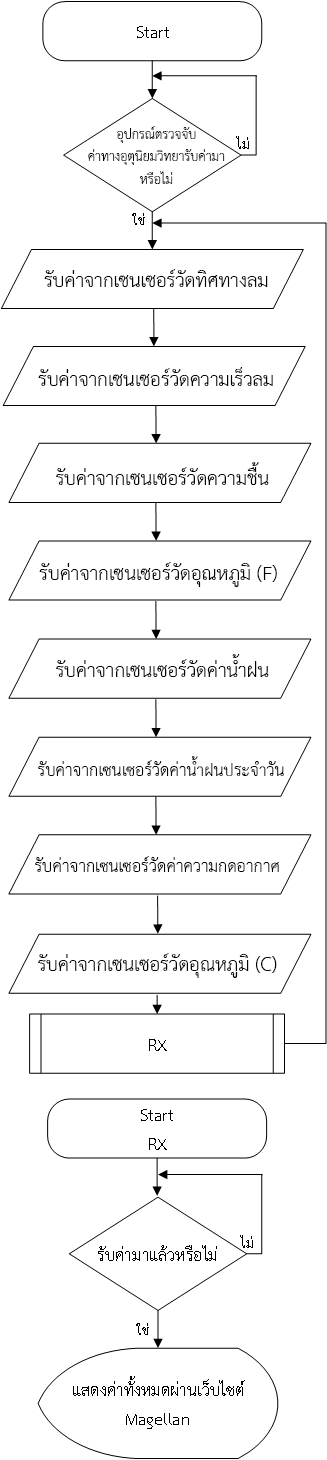 Start
อุปกรณ์ตรวจจับ
ค่าทางอุตุนิยมวิทยารับค่ามา
หรือไม่
ไม่
ใช่
รับค่าจากเซนเซอร์วัดทิศทางลม
รับค่าจากเซนเซอร์วัดความเร็วลม
รับค่าจากเซนเซอร์วัดความชื้น
รับค่าจากเซนเซอร์วัดอุณหภูมิ (F)
รับค่าจากเซนเซอร์วัดค่าน้ำฝน
รับค่าจากเซนเซอร์วัดค่าน้ำฝนประจำวัน
รับค่าจากเซนเซอร์วัดค่าความกดอากาศ
รับค่าจากเซนเซอร์วัดอุณหภูมิ (C)
RX
Start
RX
รับค่ามาแล้วหรือไม่
ไม่
ใช่
แสดงค่าทั้งหมดผ่านเว็บไซต์
Magellan